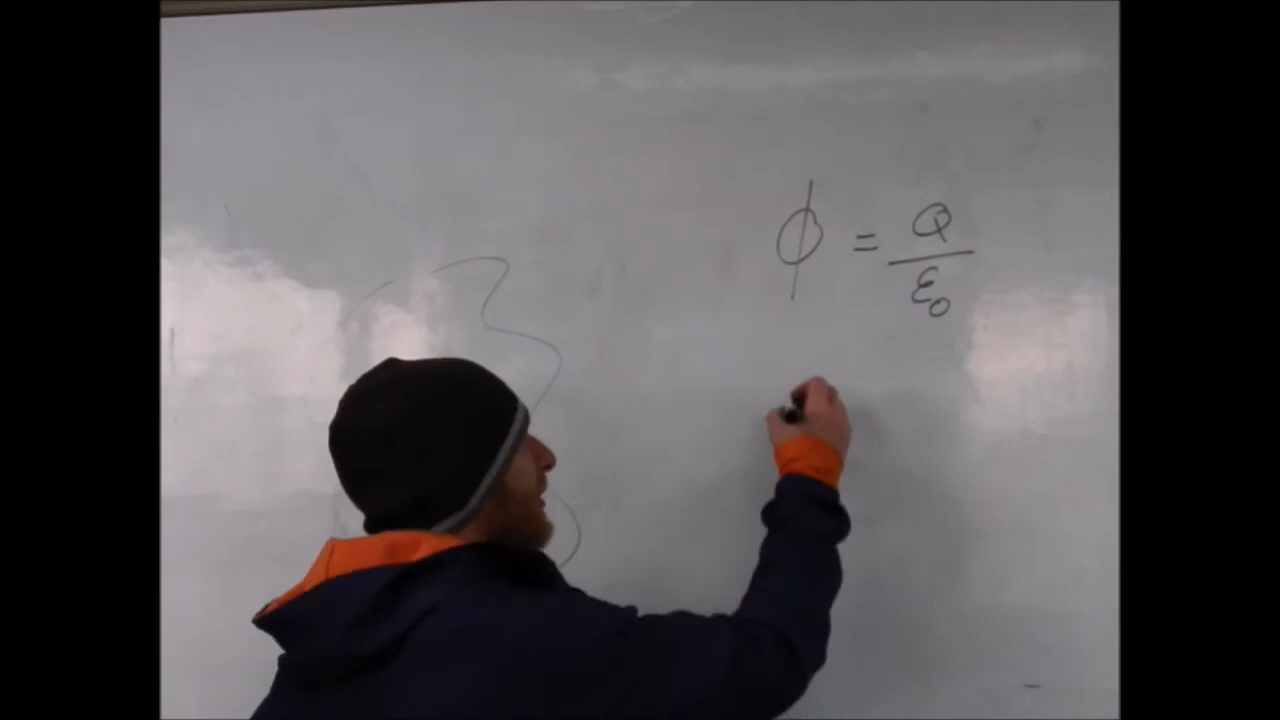 ϕ = Q / ε₀